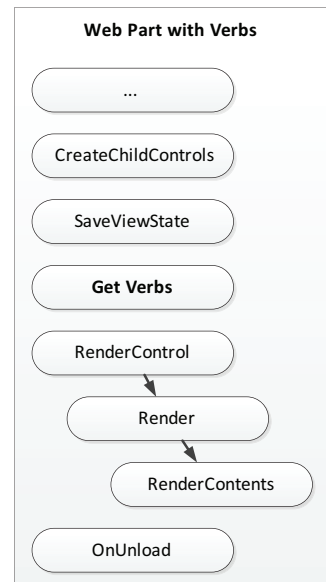 Web Part with Verbs
...
CreateChildControls
SaveViewState
Get Verbs
RenderControl
Render
RenderContents
OnUnload